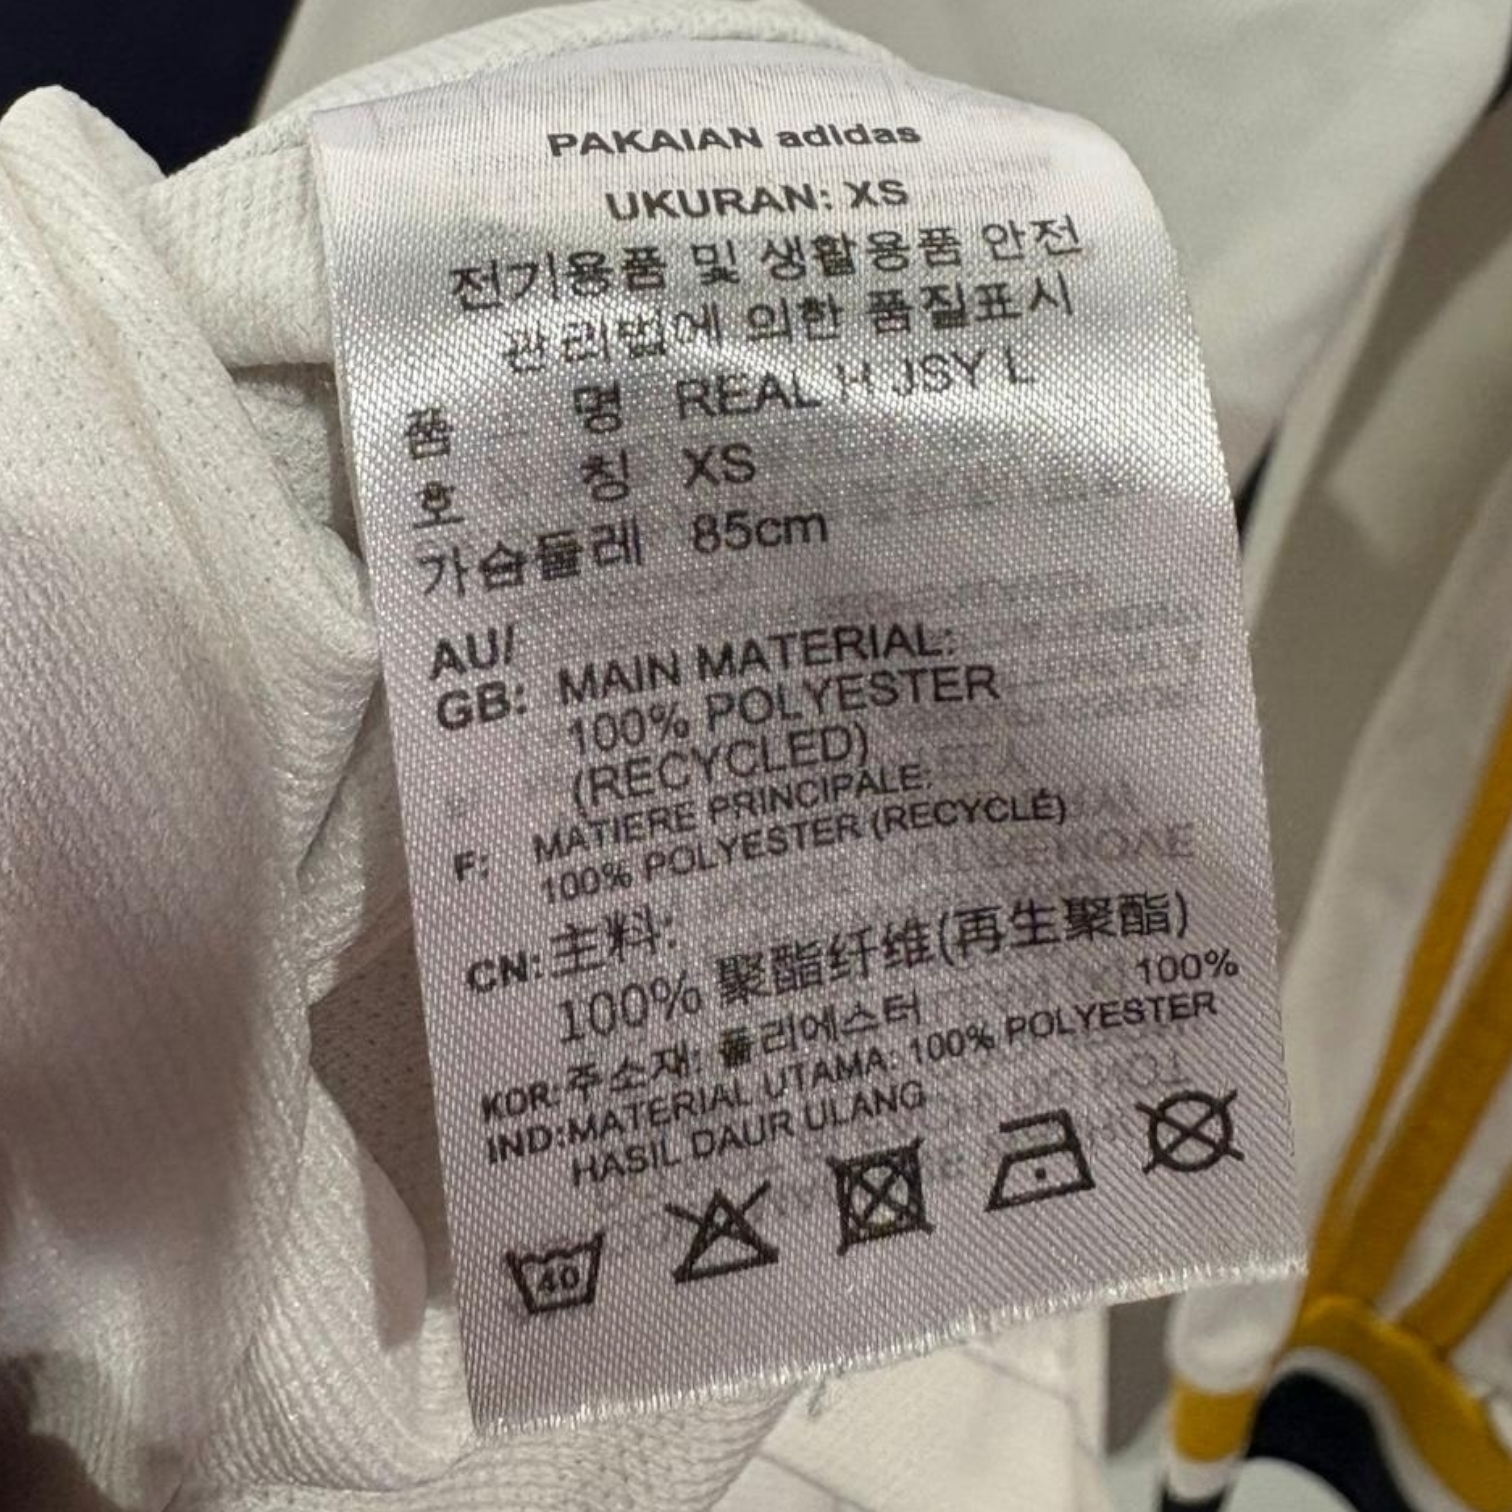 PAKAIAN adidas
UKURAN: XS
전기용품 및 생활용품 안전
관리법에 의한 품질표시
품 명 REAL H JSY L
호 칭 XS
가슴둘레 85cm
AU/
GB: MAIN MATERIAL:
100% POLYESTER
(RECYCLED)
F: MATIERE PRINCIPALE:
100% POLYESTER (RECYCLÉ)
CN: 主料:
100% 聚酯纤维(再生聚酯)
100%
KOR: 주소재: 폴리에스터
IND: MATERIAL UTAMA: 100% POLYESTER
HASIL DAUR ULANG
40